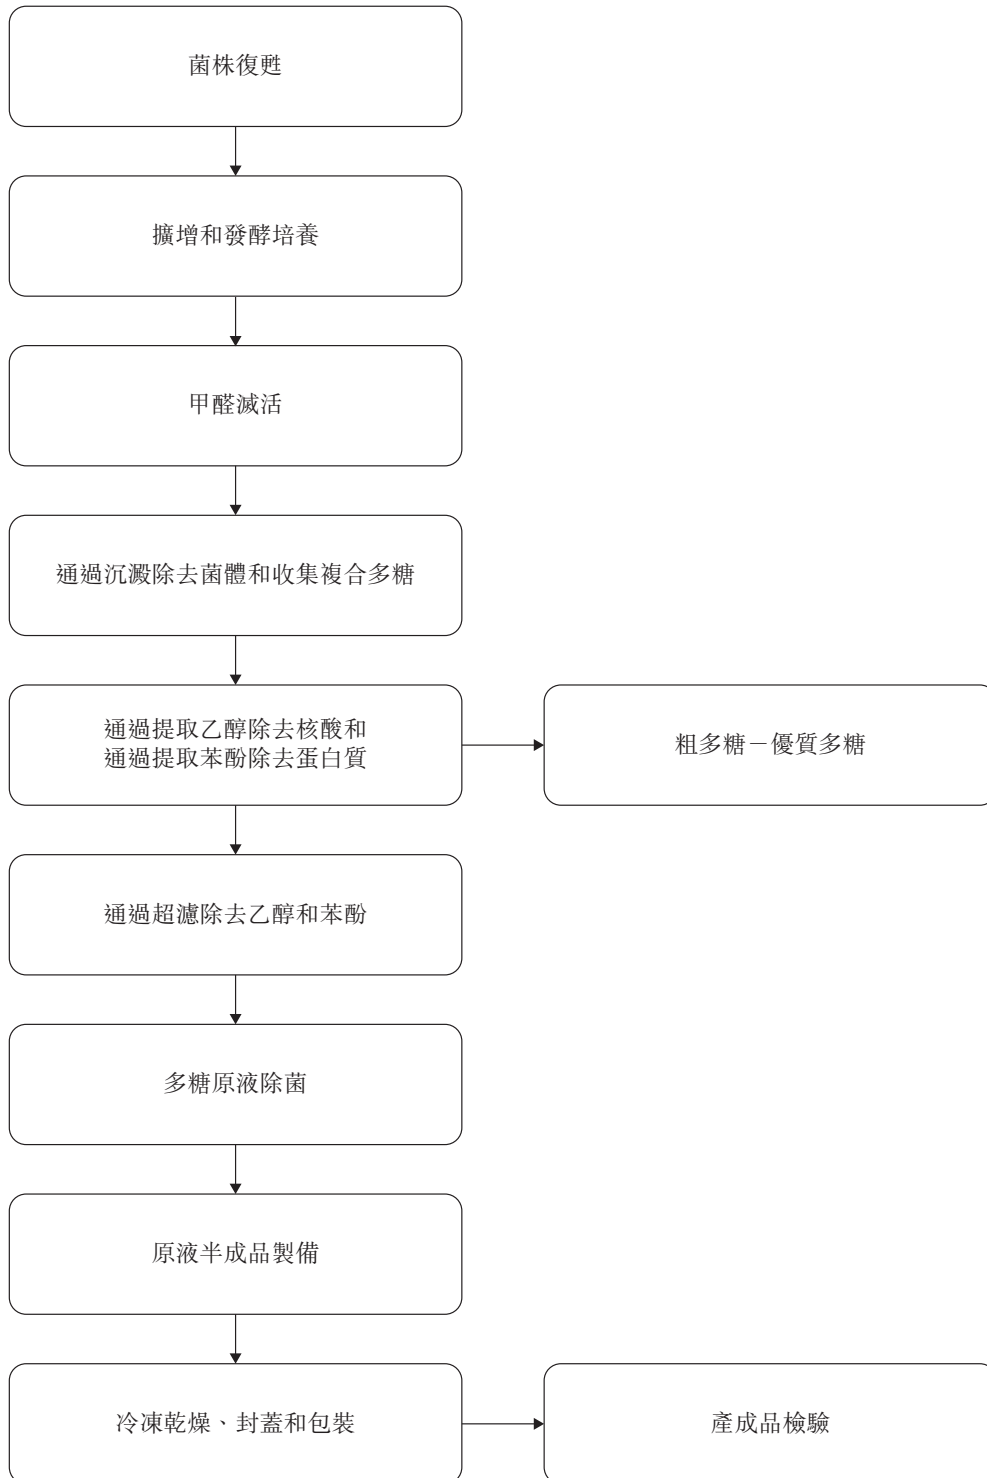 菌株復甦
擴增和發酵培養
甲醛滅活
通過沉澱除去菌體和收集複合多糖
通過提取乙醇除去核酸和
通過提取苯酚除去蛋白質
粗多糖－優質多糖
通過超濾除去乙醇和苯酚
多糖原液除菌
原液半成品製備
冷凍乾燥、封蓋和包裝
產成品檢驗